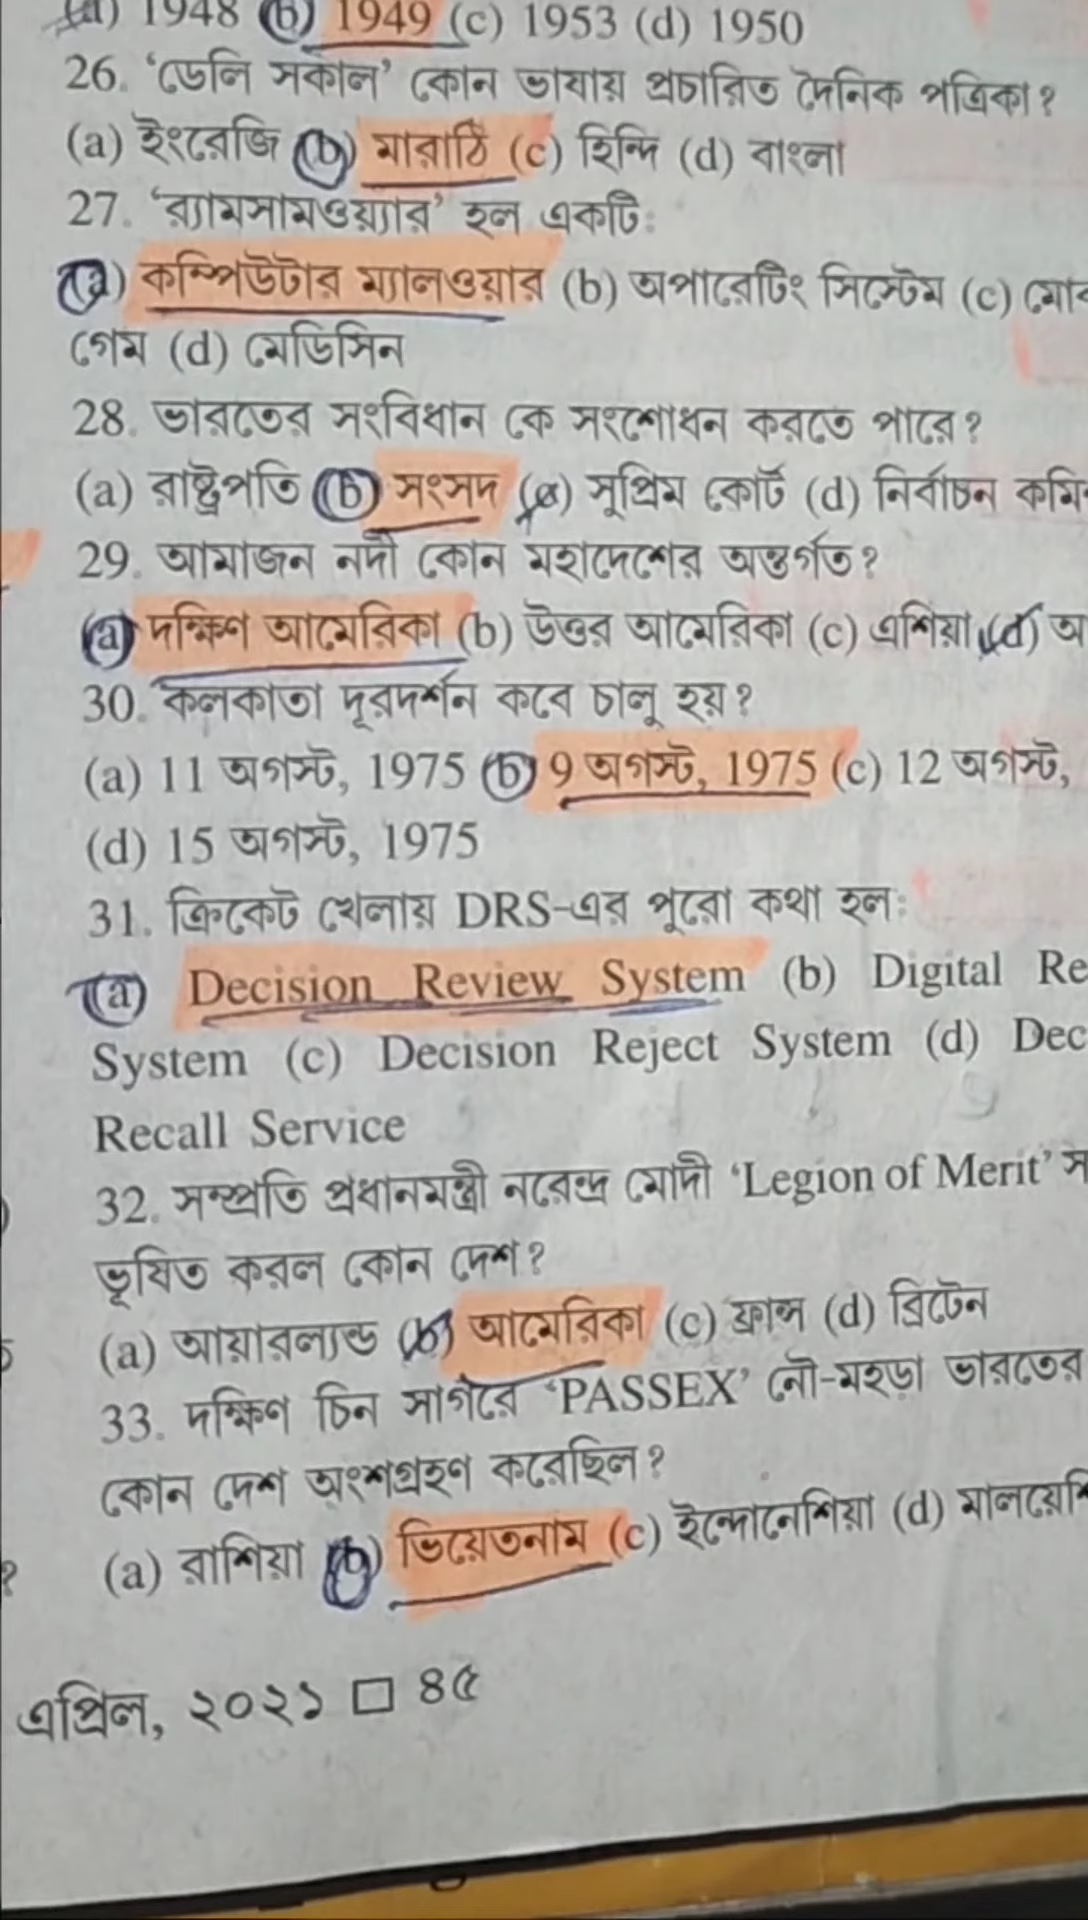 (a) 1948 (b) 1949 (c) 1953 (d) 1950
26. ‘ডেলি সকাল’ কোন ভাষায় প্রচারিত দৈনিক পত্রিকা?
(a) ইংরেজি (b) মারাঠি (c) হিন্দি (d) বাংলা
27. ‘র‍্যামসামওয়্যার’ হল একটি:
(a) কম্পিউটার ম্যালওয়ার (b) অপারেটিং সিস্টেম (c)
গেম (d) মেডিসিন
28. ভারতের সংবিধান কে সংশোধন করতে পারে?
(a) রাষ্ট্রপতি (b) সংসদ (c) সুপ্রিম কোর্ট (d) নির্বাচন কমি
29. আমাজন নদী কোন মহাদেশের অন্তর্গত?
(a) দক্ষিণ আমেরিকা (b) উত্তর আমেরিকা (c) এশিয়া (d) অ
30. কলকাতা দূরদর্শন কবে চালু হয়?
(a) 11 অগস্ট, 1975 (b) 9 অগস্ট, 1975 (c) 12 অগস্ট,
(d) 15 অগস্ট, 1975
31. ক্রিকেট খেলায় DRS-এর পুরো কথা হল:
(a) Decision Review System (b) Digital Re
System (c) Decision Reject System (d) Dec
Recall Service
32. সম্প্রতি প্রধানমন্ত্রী নরেন্দ্র মোদী ‘Legion of Merit’ স
ভূষিত করল কোন দেশ?
(a) আয়ারল্যান্ড (b) আমেরিকা (c) ফ্রান্স (d) ব্রিটেন
33. দক্ষিণ চিন সাগরে ‘PASSEX’ নৌ-মহড়া ভারতের
কোন দেশ অংশগ্রহণ করেছিল?
(a) রাশিয়া (b) ভিয়েতনাম (c) ইন্দোনেশিয়া (d) মালয়েশি
এপ্রিল, ২০২১ □ ৪৫